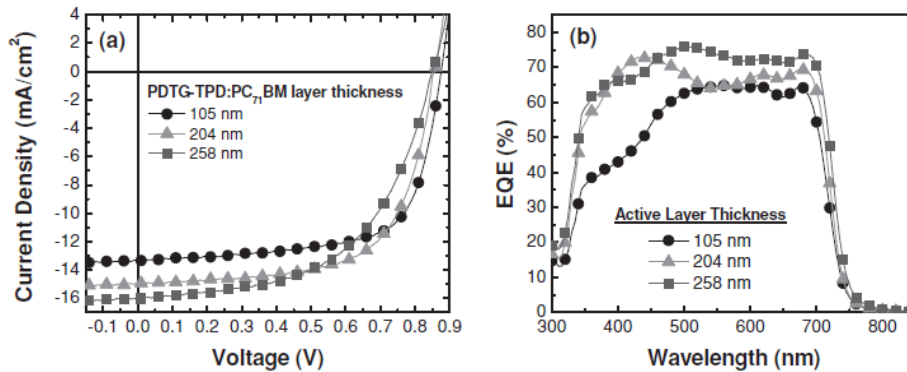 (a)
4
2
0
-2
-4
-6
-8
-10
-12
-14
-16
Current Density (mA/cm²)
PDTG-TPD:PC₇₁BM layer thickness
105 nm
204 nm
258 nm
-0.1 0.0 0.1 0.2 0.3 0.4 0.5 0.6 0.7 0.8 0.9
Voltage (V)
(b)
80
70
60
50
40
30
20
10
0
EQE (%)
Active Layer Thickness
105 nm
204 nm
258 nm
300 400 500 600 700 800
Wavelength (nm)